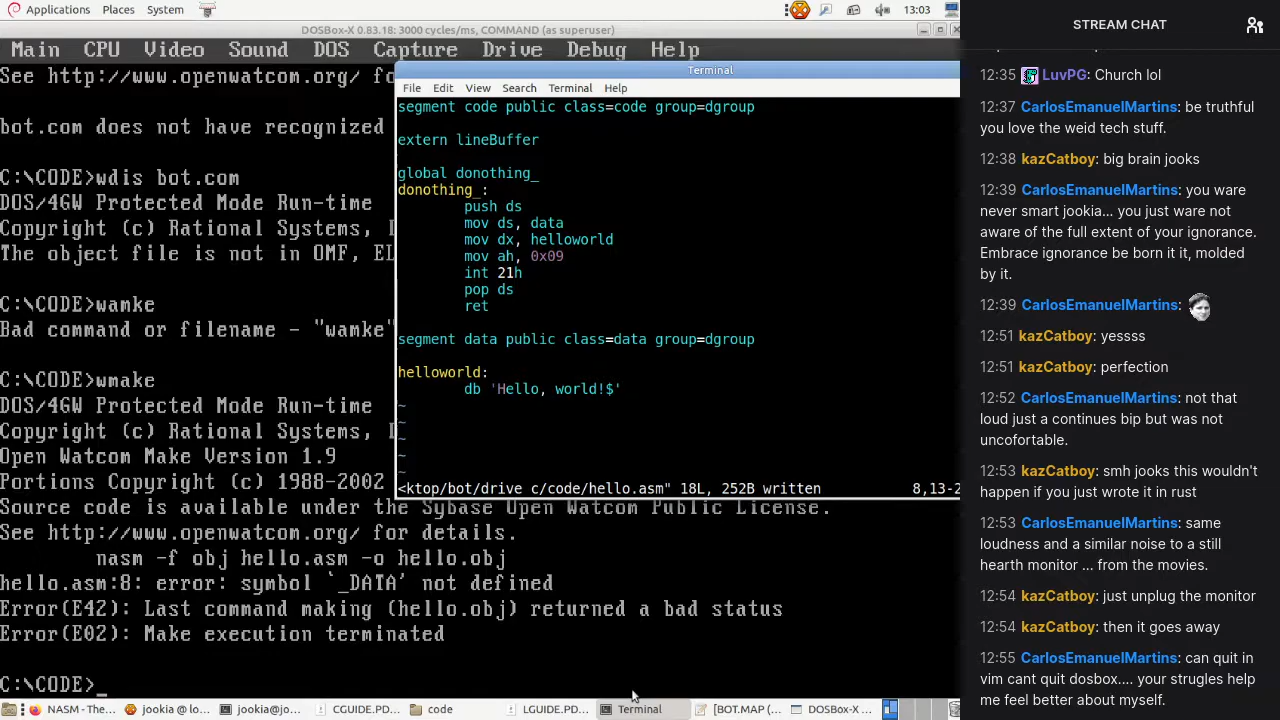 Applications Places System
13:03
DOSBox-X 0.83.18: 3000 cycles/ms, COMMAND (as superuser)
Main CPU Video Sound DOS Capture Drive Debug Help
See http://www.openwatcom.org/ fo
bot.com does not have recognized
C:\CODE>wdis bot.com
DOS/4GW Protected Mode Run-time
Copyright (c) Rational Systems, I
The object file is not in OMF, EL
C:\CODE>wamke
Bad command or filename - "wamke"
C:\CODE>wmake
DOS/4GW Protected Mode Run-time
Copyright (c) Rational Systems, I
Open Watcom Make Version 1.9
Portions Copyright (c) 1988-2002
Source code is available under the Sybase Open Watcom Public License.
See http://www.openwatcom.org/ for details.
nasm -f obj hello.asm -o hello.obj
hello.asm:8: error: symbol `_DATA' not defined
Error(E42): Last command making (hello.obj) returned a bad status
Error(E02): Make execution terminated
C:\CODE>_
Terminal
File Edit View Search Terminal Help
segment code public class=code group=dgroup
extern lineBuffer
global donothing_
donothing_:
push ds
mov ds, data
mov dx, helloworld
mov ah, 0x09
int 21h
pop ds
ret
segment data public class=data group=dgroup
helloworld:
db 'Hello, world!$'
~
~
~
~
~
<ktop/bot/drive c/code/hello.asm" 18L, 252B written 8,13-2
NASM - The... jookia @ lo... jookia@jo... CGUIDE.PD... code LGUIDE.PD... Terminal [BOT.MAP (... DOSBox-X ...
STREAM CHAT
12:35 LuvPG: Church lol
12:37 CarlosEmanuelMartins: be truthful
you love the weid tech stuff.
12:38 kazCatboy: big brain jooks
12:39 CarlosEmanuelMartins: you ware
never smart jookia... you just ware not
aware of the full extent of your ignorance.
Embrace ignorance be born it it, molded
by it.
12:39 CarlosEmanuelMartins:
12:51 kazCatboy: yessss
12:51 kazCatboy: perfection
12:52 CarlosEmanuelMartins: not that
loud just a continues bip but was not
uncofortable.
12:53 kazCatboy: smh jooks this wouldn't
happen if you just wrote it in rust
12:53 CarlosEmanuelMartins: same
loudness and a similar noise to a still
hearth monitor ... from the movies.
12:54 kazCatboy: just unplug the monitor
12:54 kazCatboy: then it goes away
12:55 CarlosEmanuelMartins: can quit in
vim cant quit dosbox.... your strugles help
me feel better about myself.